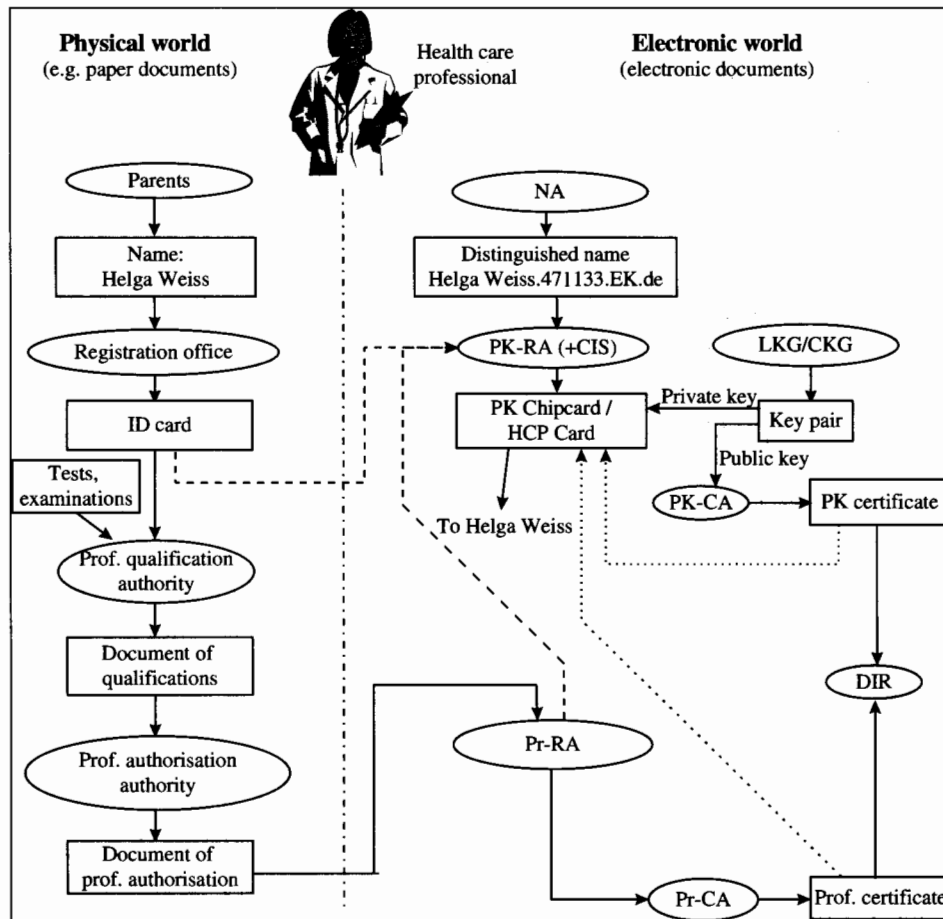 Physical world
(e.g. paper documents)
Health care
professional
Electronic world
(electronic documents)
Parents
Name:
Helga Weiss
Registration office
ID card
Tests,
examinations
Prof. qualification
authority
Document of
qualifications
Prof. authorisation
authority
Document of
prof. authorisation
NA
Distinguished name
Helga Weiss.471133.EK.de
PK-RA (+CIS)
PK Chipcard /
HCP Card
To Helga Weiss
LKG/CKG
Private key
Key pair
Public key
PK-CA
PK certificate
DIR
Pr-RA
Pr-CA
Prof. certificate